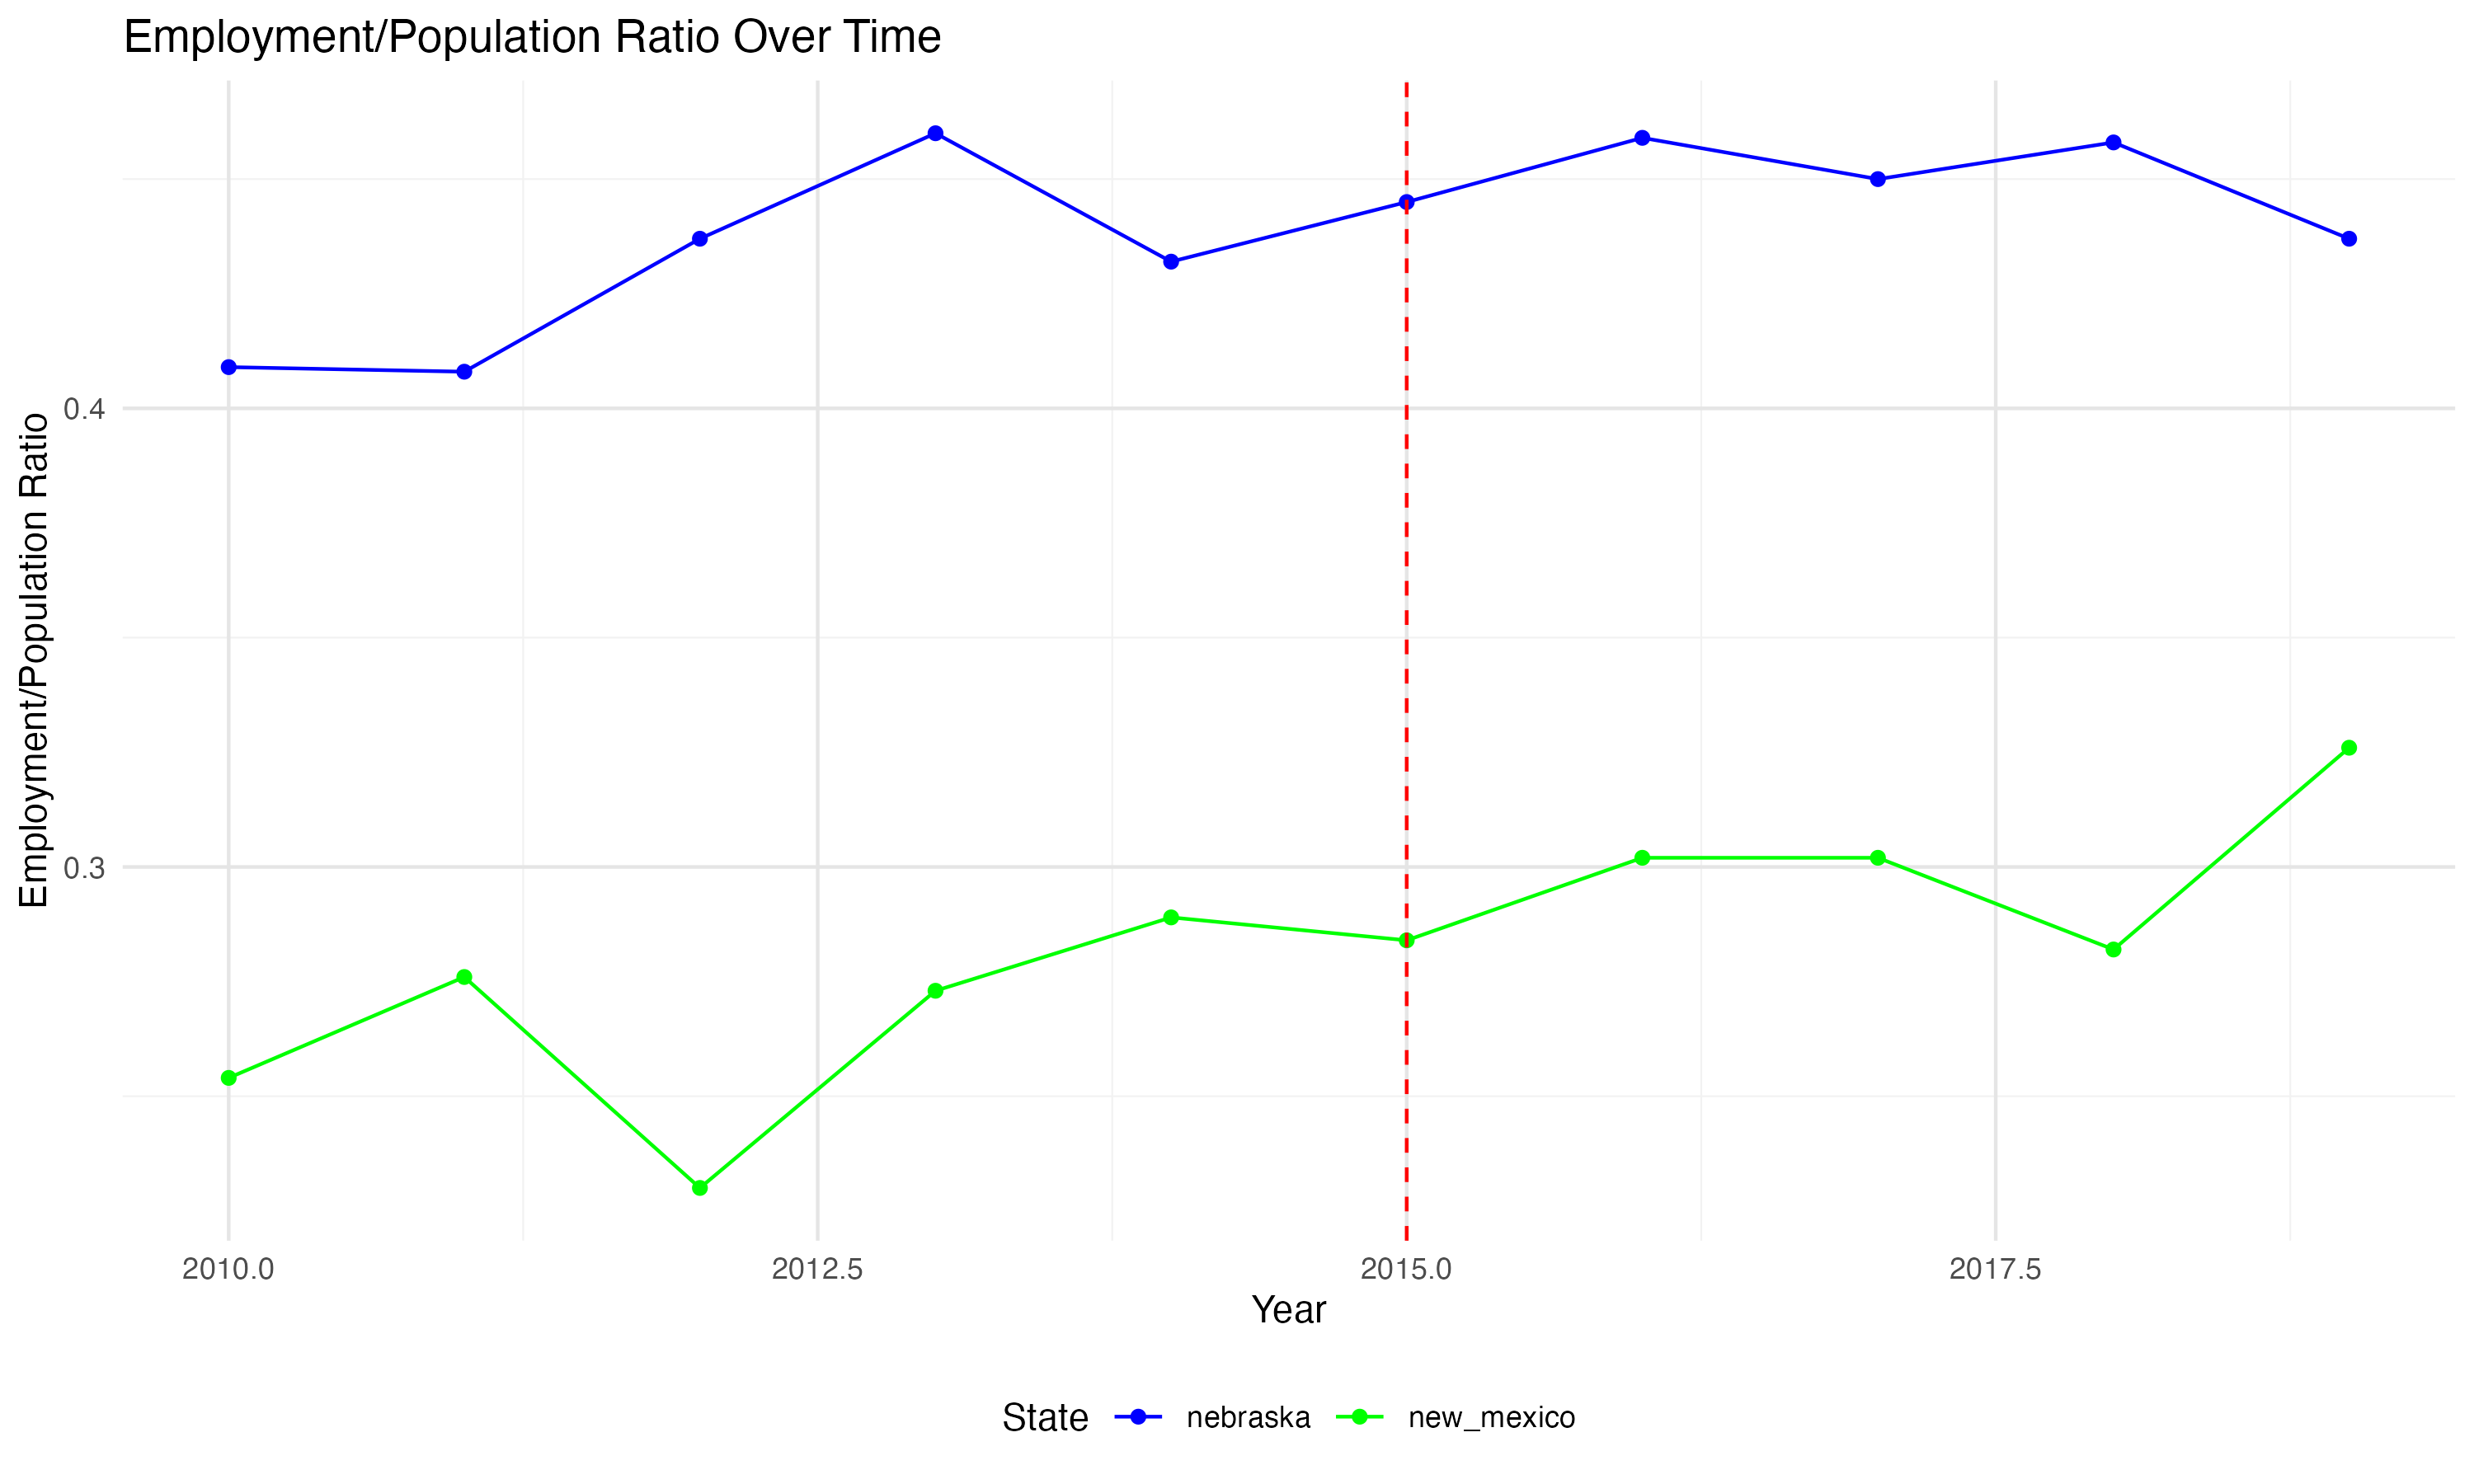 Employment/Population Ratio Over Time
Employment/Population Ratio
0.4
0.3
2010.0 2012.5 2015.0 2017.5
Year
State nebraska new_mexico